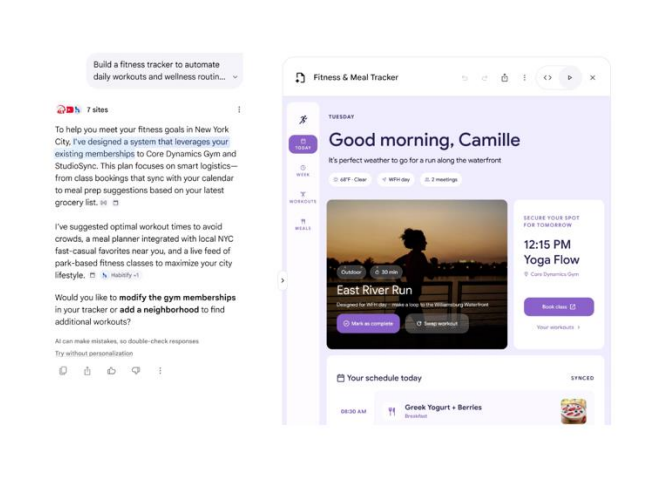 Build a fitness tracker to automate
daily workouts and wellness routin...
7 sites
To help you meet your fitness goals in New York
City, I've designed a system that leverages your
existing memberships to Core Dynamics Gym and
StudioSync. This plan focuses on smart logistics—
from class bookings that sync with your calendar
to meal prep suggestions based on your latest
grocery list.
I've suggested optimal workout times to avoid
crowds, a meal planner integrated with local NYC
fast-casual favorites near you, and a live feed of
park-based fitness classes to maximize your city
lifestyle. Habitify +1
Would you like to modify the gym memberships
in your tracker or add a neighborhood to find
additional workouts?
AI can make mistakes, so double-check responses
Try without personalization
Fitness & Meal Tracker
TODAY
WEEK
WORKOUTS
MEALS
TUESDAY
Good morning, Camille
It's perfect weather to go for a run along the waterfront
68°F · Clear
WFH day
2 meetings
Outdoor
30 min
East River Run
Designed for WFH day – make a loop to the Williamsburg Waterfront
Mark as complete
Swap workout
SECURE YOUR SPOT
FOR TOMORROW
12:15 PM
Yoga Flow
Core Dynamics Gym
Book class
Your workouts
Your schedule today
SYNCED
08:30 AM
Greek Yogurt + Berries
Breakfast